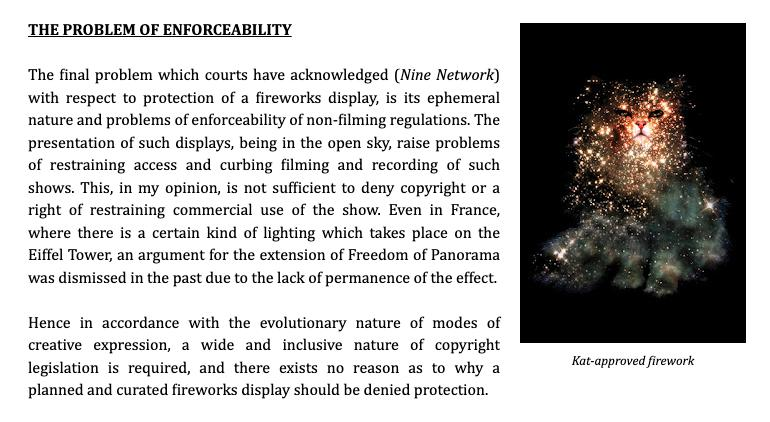 THE PROBLEM OF ENFORCEABILITY
The final problem which courts have acknowledged (Nine Network)
with respect to protection of a fireworks display, is its ephemeral
nature and problems of enforceability of non-filming regulations. The
presentation of such displays, being in the open sky, raise problems
of restraining access and curbing filming and recording of such
shows. This, in my opinion, is not sufficient to deny copyright or a
right of restraining commercial use of the show. Even in France,
where there is a certain kind of lighting which takes place on the
Eiffel Tower, an argument for the extension of Freedom of Panorama
was dismissed in the past due to the lack of permanence of the effect.
Hence in accordance with the evolutionary nature of modes of
creative expression, a wide and inclusive nature of copyright
legislation is required, and there exists no reason as to why a
planned and curated fireworks display should be denied protection.
Kat-approved firework